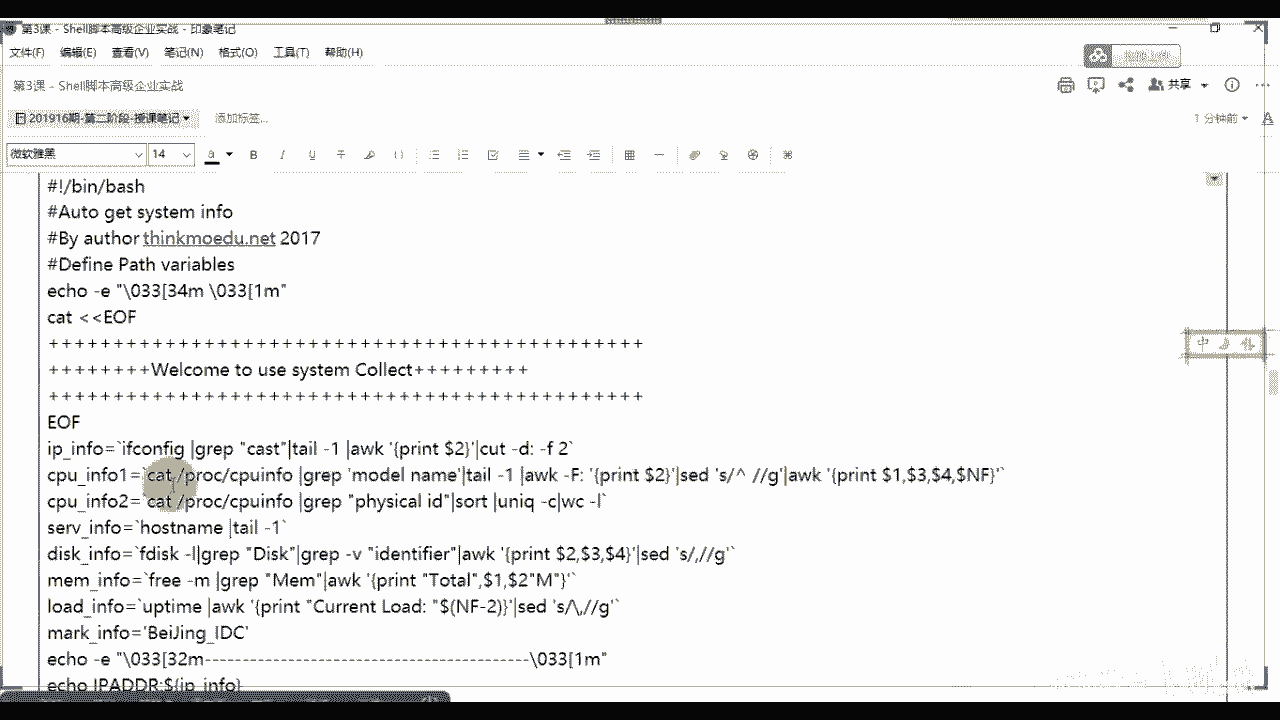 第3课 - Shell脚本高级企业实战 - 印象笔记
文件(F) 编辑(E) 查看(V) 笔记(N) 格式(O) 工具(T) 帮助(H)
第3课 - Shell脚本高级企业实战
共享
201916期-第二阶段-授课笔记
添加标签...
1 分钟前
微软雅黑 14 a B I U T
#!/bin/bash
#Auto get system info
#By author thinkmoedu.net 2017
#Define Path variables
echo -e "\033[34m \033[1m"
cat <<EOF
++++++++++++++++++++++++++++++++++++++++++++++
++++++++Welcome to use system Collect+++++++++
++++++++++++++++++++++++++++++++++++++++++++++
EOF
ip_info=`ifconfig |grep "cast"|tail -1 |awk '{print $2}'|cut -d: -f 2`
cpu_info1=`cat /proc/cpuinfo |grep 'model name'|tail -1 |awk -F: '{print $2}'|sed 's/^ //g'|awk '{print $1,$3,$4,$NF}'`
cpu_info2=`cat /proc/cpuinfo |grep "physical id"|sort |uniq -c|wc -l`
serv_info=`hostname |tail -1`
disk_info=`fdisk -l|grep "Disk"|grep -v "identifier"|awk '{print $2,$3,$4}'|sed 's/,//g'`
mem_info=`free -m |grep "Mem"|awk '{print "Total",$1,$2"M"}'`
load_info=`uptime |awk '{print "Current Load: "$(NF-2)}'|sed 's/\,//g'`
mark_info='BeiJing_IDC'
echo -e "\033[32m-------------------------------------------\033[1m"
echo IPADDR:${ip_info}
中